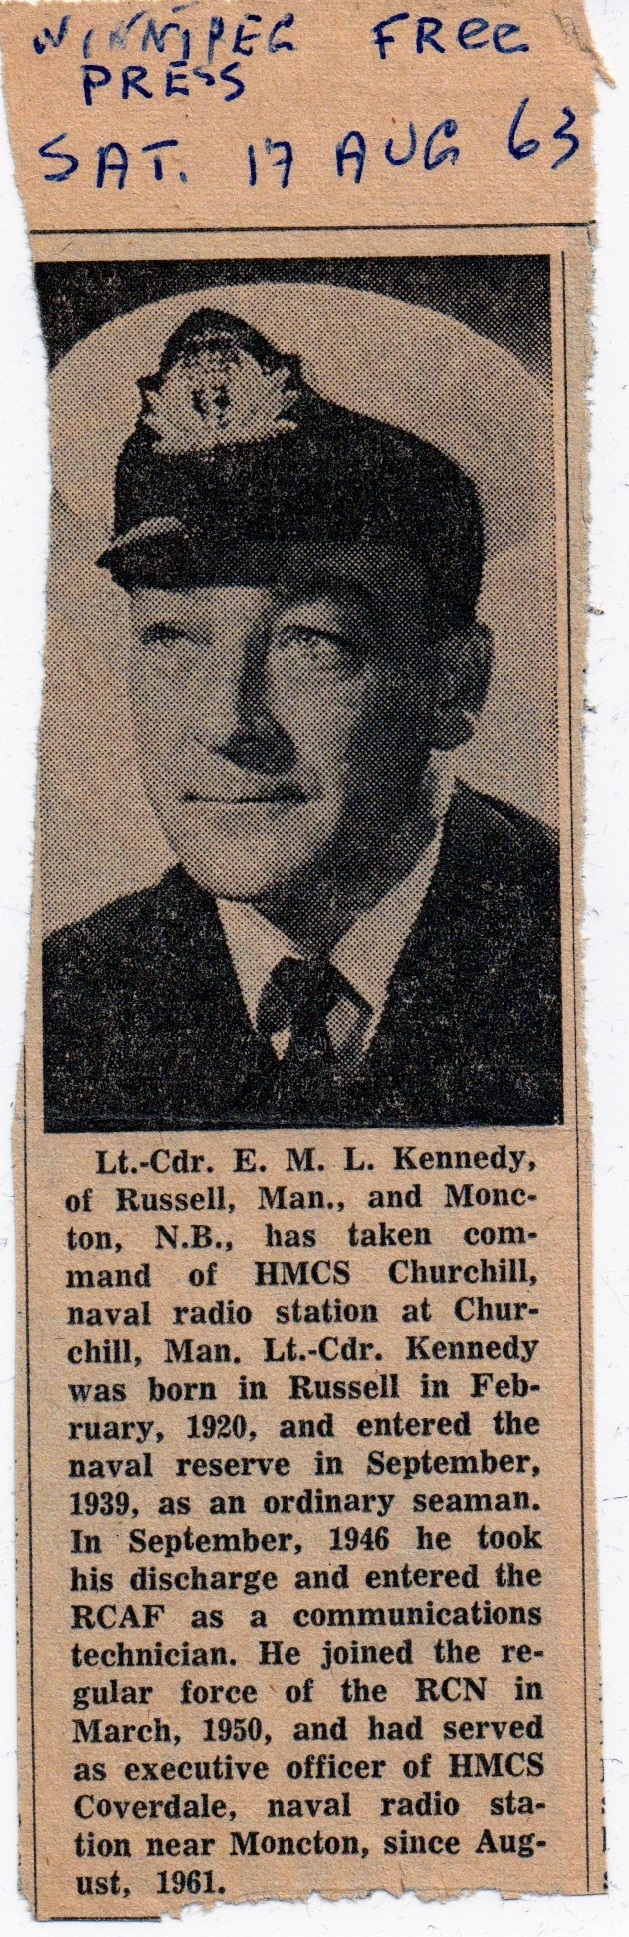 WINNIPEG FREE
PRESS
SAT. 17 AUG 63
Lt.-Cdr. E. M. L. Kennedy,
of Russell, Man., and Monc-
ton, N.B., has taken com-
mand of HMCS Churchill,
naval radio station at Chur-
chill, Man. Lt.-Cdr. Kennedy
was born in Russell in Feb-
ruary, 1920, and entered the
naval reserve in September,
1939, as an ordinary seaman.
In September, 1946 he took
his discharge and entered the
RCAF as a communications
technician. He joined the re-
gular force of the RCN in
March, 1950, and had served
as executive officer of HMCS
Coverdale, naval radio sta-
tion near Moncton, since Aug-
ust, 1961.